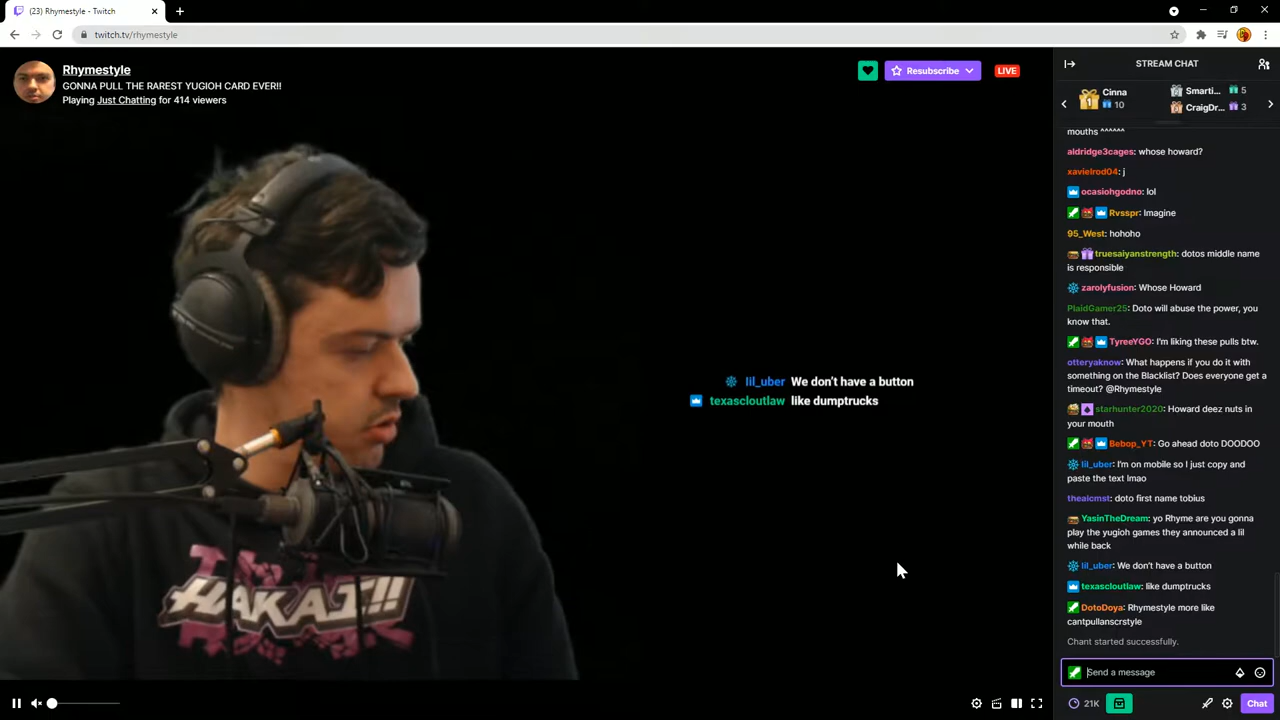 (23) Rhymestyle - Twitch
twitch.tv/rhymestyle
Rhymestyle
GONNA PULL THE RAREST YUGIOH CARD EVER!!
Playing Just Chatting for 414 viewers
Resubscribe
LIVE
lil_uber We don't have a button
texascloutlaw like dumptrucks
HAKAI!!!
STREAM CHAT
1
Cinna
10
Smarti... 5
CraigDr... 3
mouths ^^^^^^
aldridge3cages: whose howard?
xavielrod04: j
ocasiohgodno: lol
Rvsspr: Imagine
95_West: hohoho
truesaiyanstrength: dotos middle name
is responsible
zarolyfusion: Whose Howard
PlaidGamer25: Doto will abuse the power, you
know that.
TyreeYGO: I'm liking these pulls btw.
otteryaknow: What happens if you do it with
something on the Blacklist? Does everyone get a
timeout? @Rhymestyle
starhunter2020: Howard deez nuts in
your mouth
Bebop_YT: Go ahead doto DOODOO
lil_uber: I'm on mobile so I just copy and
paste the text lmao
theaicmst: doto first name tobius
YasinTheDream: yo Rhyme are you gonna
play the yugioh games they announced a lil
while back
lil_uber: We don't have a button
texascloutlaw: like dumptrucks
DotoDoya: Rhymestyle more like
cantpullanscrstyle
Chant started successfully.
Send a message
21K
Chat